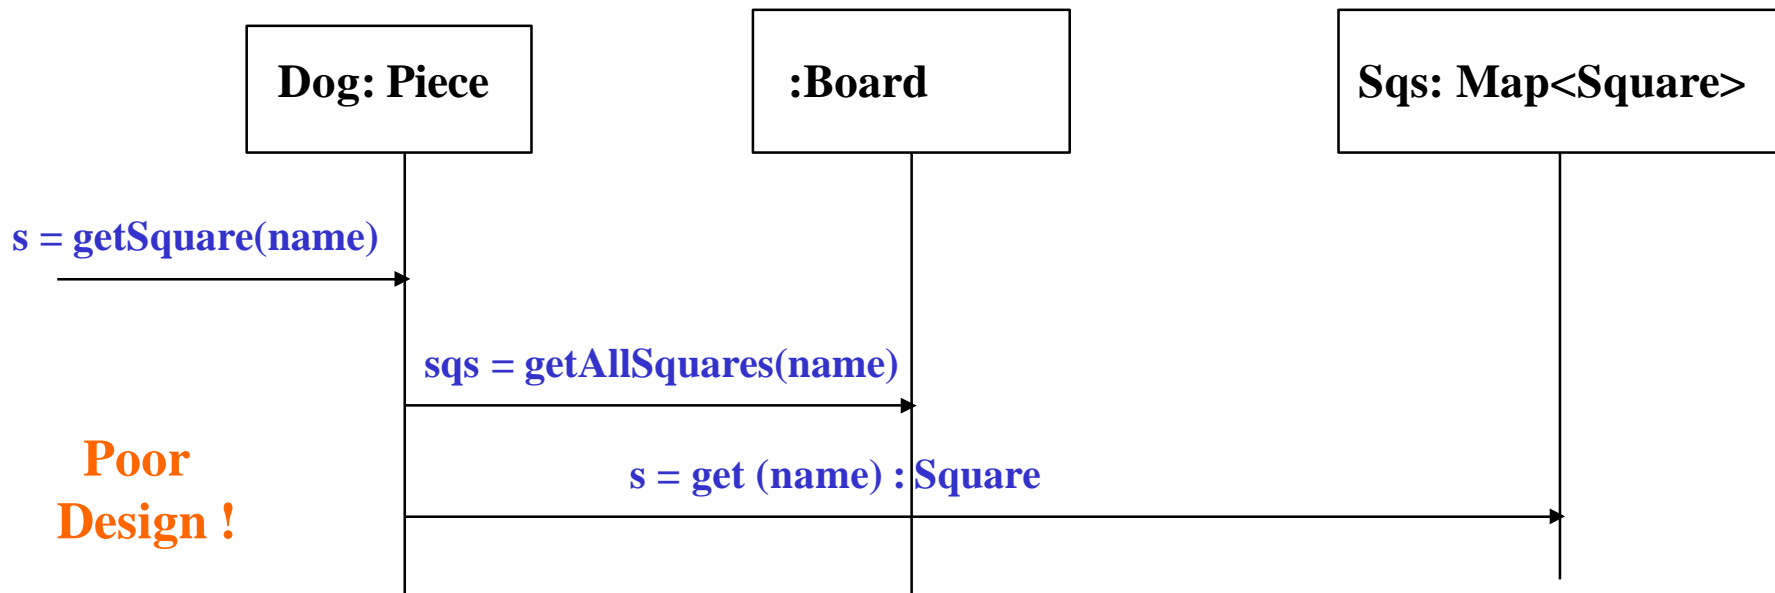 Dog: Piece
:Board
Sqs: Map<Square>
s = getSquare(name)
sqs = getAllSquares(name)
Poor
Design !
s = get (name) : Square